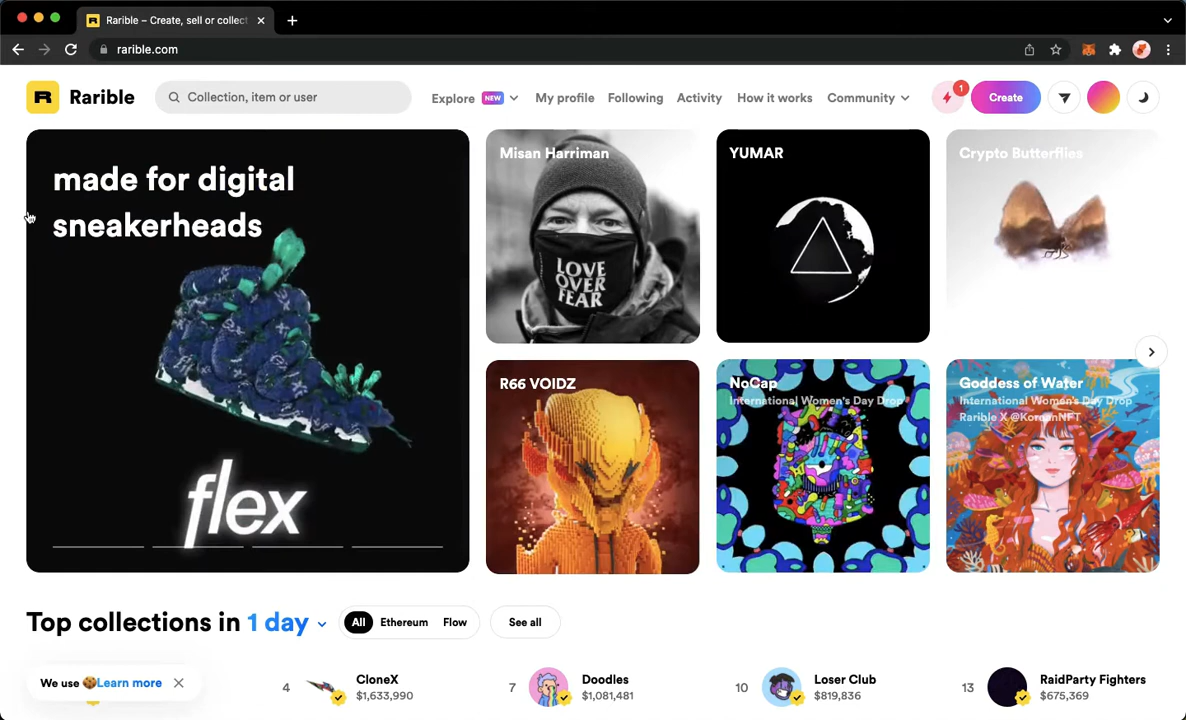 Rarible – Create, sell or collect
rarible.com
Rarible
Collection, item or user
Explore NEW
My profile
Following
Activity
How it works
Community
1
Create
made for digital
sneakerheads
flex
Misan Harriman
LOVE
OVER
FEAR
YUMAR
Crypto Butterflies
R66 VOIDZ
NoCap
International Women's Day Drop
Goddess of Water
International Women's Day Drop
Rarible X @KomanNFT
Top collections in 1 day
All
Ethereum
Flow
See all
We use 🍪Learn more
4
CloneX
$1,633,990
7
Doodles
$1,081,481
10
Loser Club
$819,836
13
RaidParty Fighters
$675,369